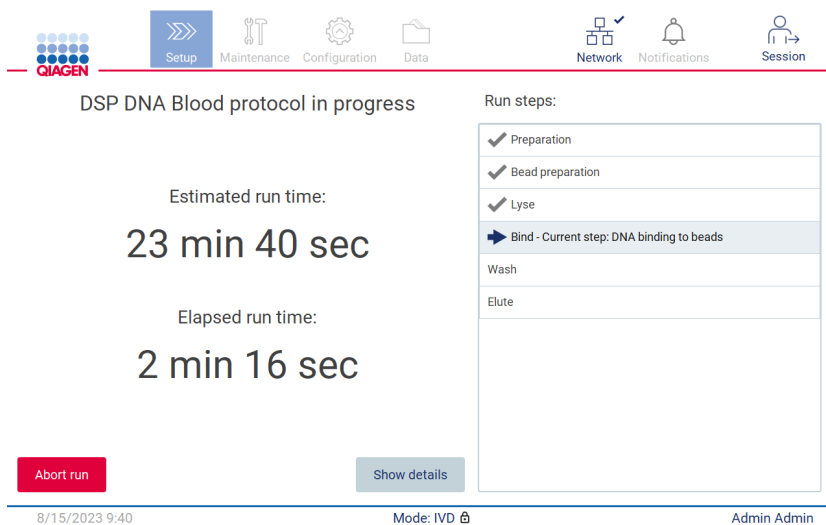 Setup
Maintenance
Configuration
Data
Network
Notifications
Session
QIAGEN
DSP DNA Blood protocol in progress
Estimated run time:
23 min 40 sec
Elapsed run time:
2 min 16 sec
Abort run
Show details
Run steps:
Preparation
Bead preparation
Lyse
Bind - Current step: DNA binding to beads
Wash
Elute
8/15/2023 9:40
Mode: IVD
Admin Admin